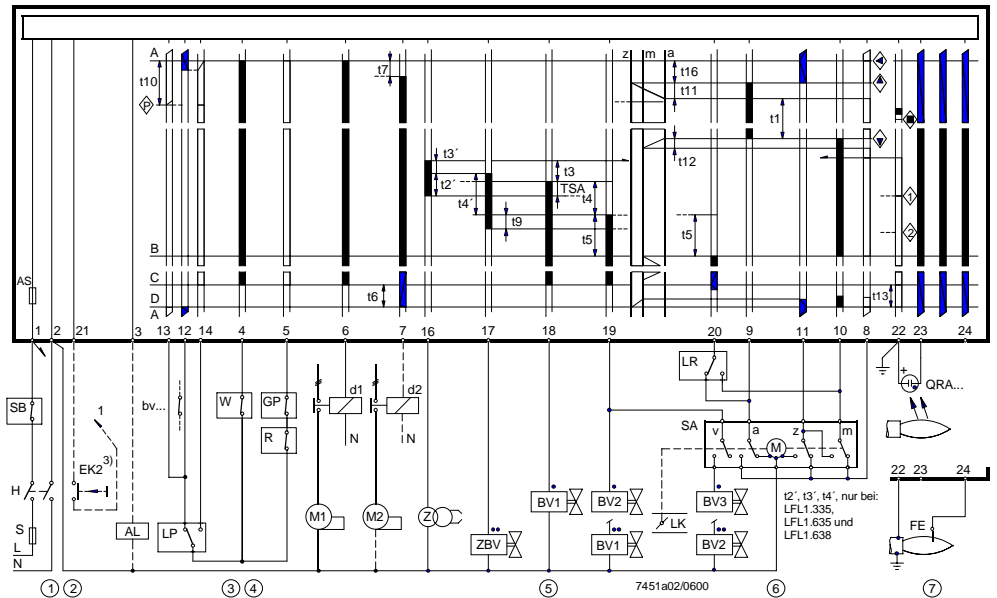 A
t10
P
t7
z m a
t16
t11
t1
t3´
t2´
t4´
t3
TSA
t4
t12
t9
t5
t5
1
2
B
C
D
A
AS
t6
t13
1 2 21 3 13 12 14 4 5 6 7 16 17 18 19 20 9 11 10 8 22 23 24
LR
+
QRA...
SB
1
bv...
W
GP
R
d1
d2
N
N
SA
v a z m
M
EK2 3)
H
S
L
N
AL
LP
M1
M2
Z
ZBV
BV1
BV2
BV1
BV3
BV2
LK
t2´, t3´, t4´, nur bei:
LFL1.335,
LFL1.635 und
LFL1.638
22 23 24
FE
7451a02/0600
1 2 3 4 5 6 7